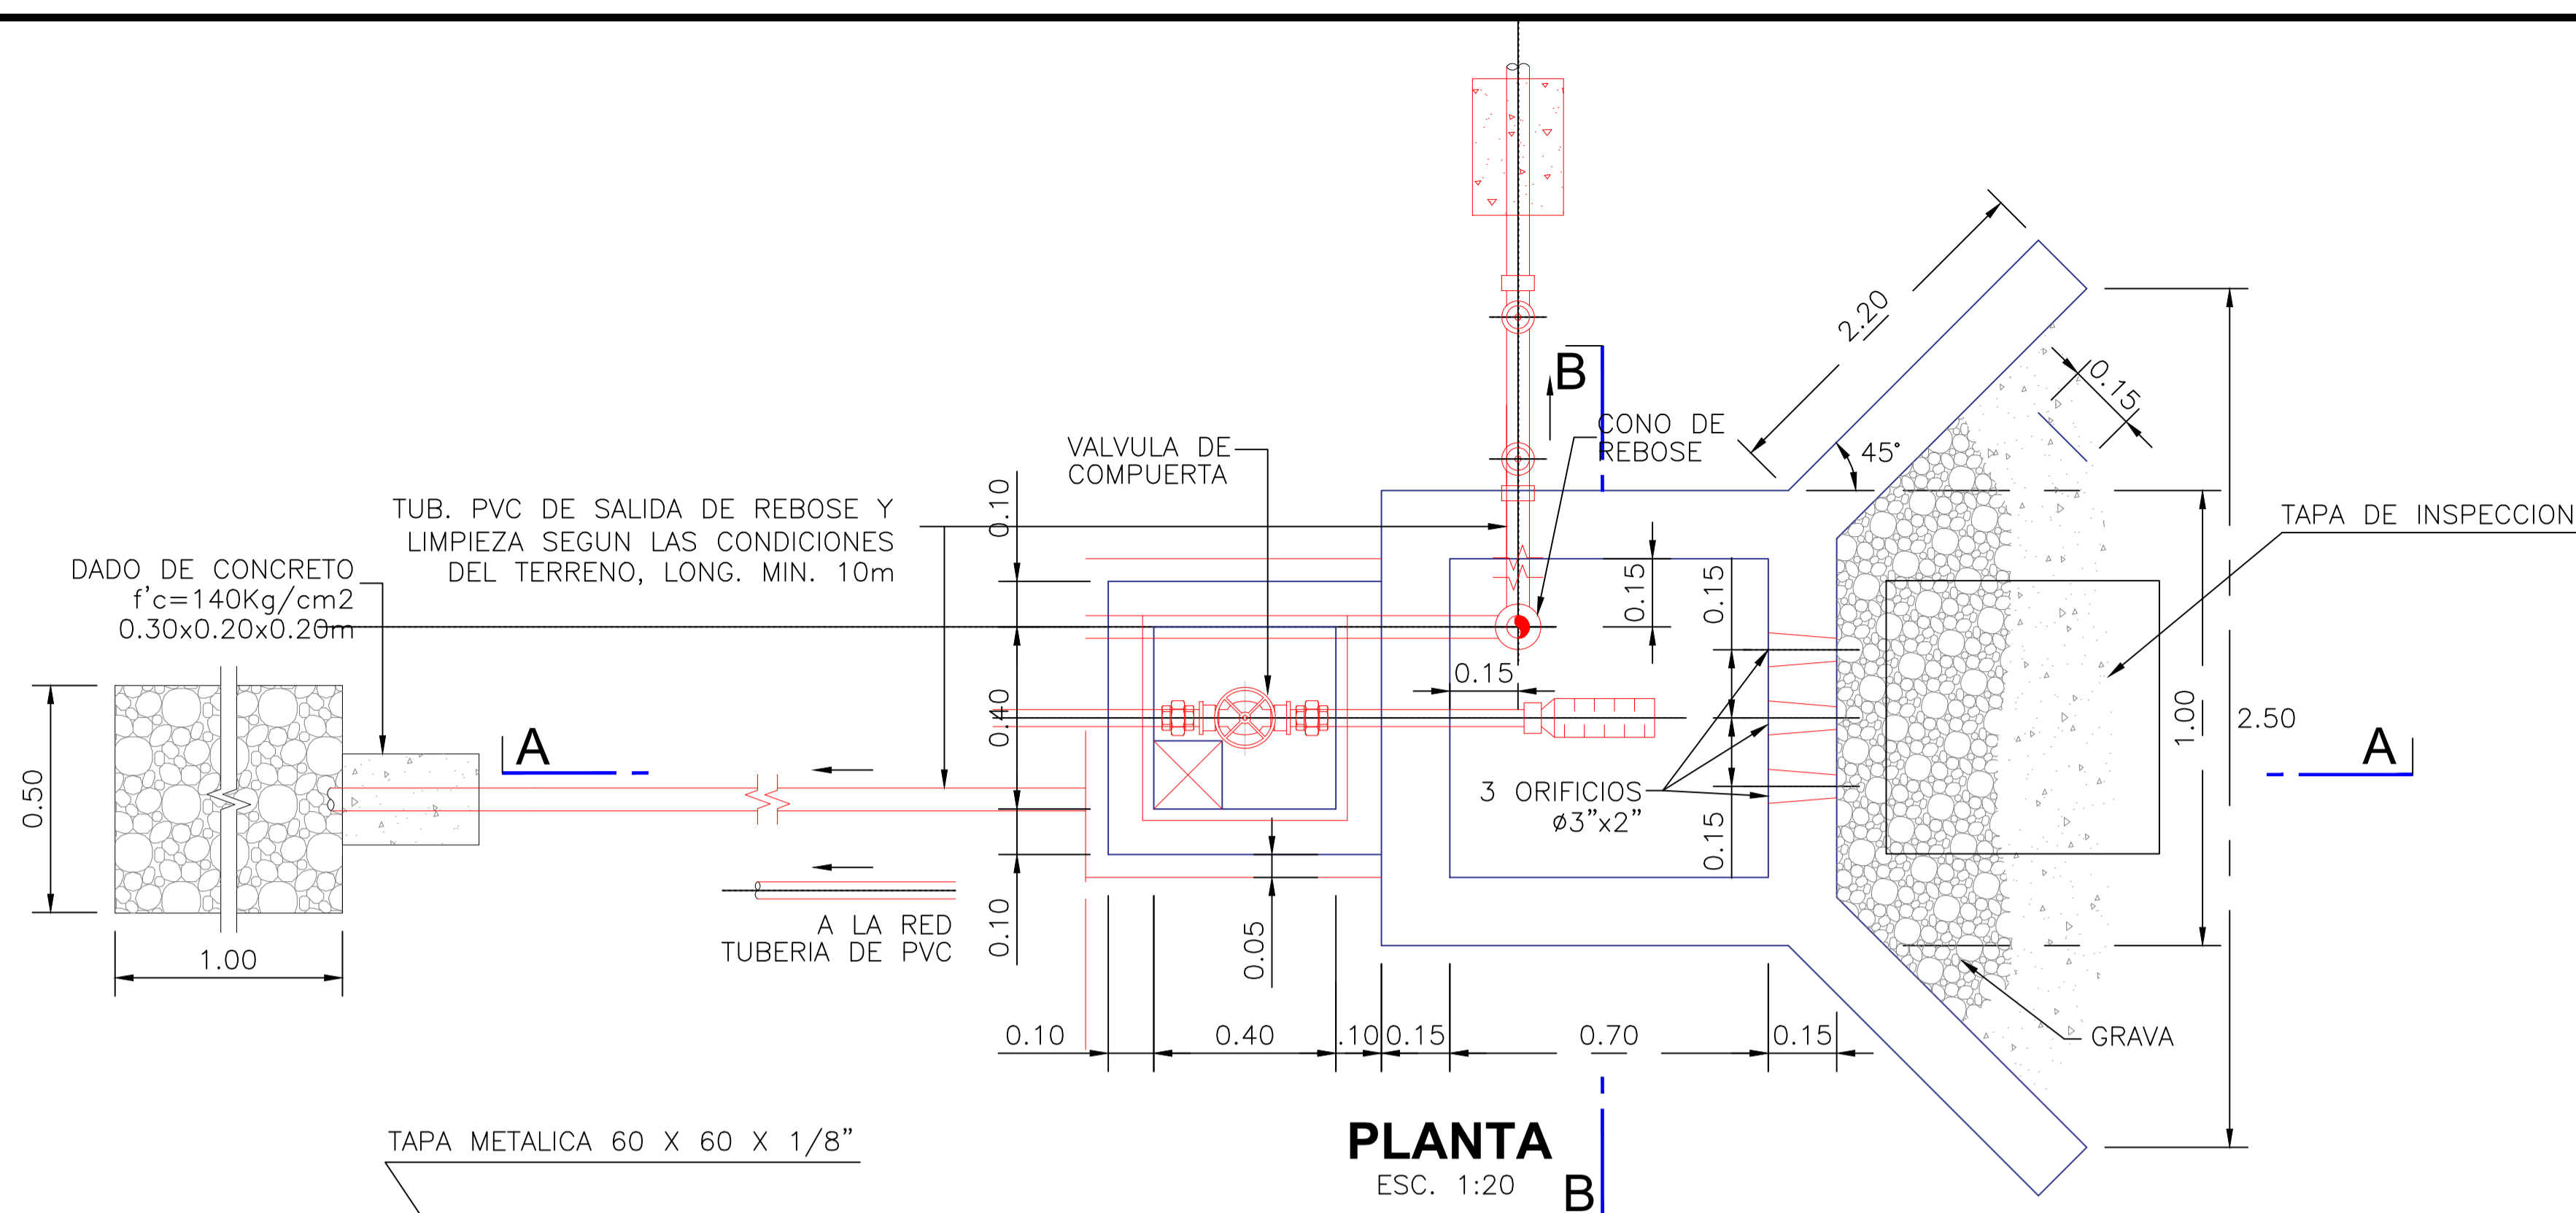 B
2.20
0.15
CONO DE
REBOSE
45°
VALVULA DE
COMPUERTA
0.10
TUB. PVC DE SALIDA DE REBOSE Y
LIMPIEZA SEGUN LAS CONDICIONES
DEL TERRENO, LONG. MIN. 10m
TAPA DE INSPECCION
DADO DE CONCRETO
f'c=140Kg/cm2
0.30x0.20x0.20m
0.15
0.15
0.15
0.40
1.00
2.50
A
A
0.50
3 ORIFICIOS
ø3"x2"
0.15
A LA RED
TUBERIA DE PVC
0.10
0.05
1.00
0.10
0.40
.10
0.15
0.70
0.15
GRAVA
TAPA METALICA 60 X 60 X 1/8"
PLANTA
ESC. 1:20
B